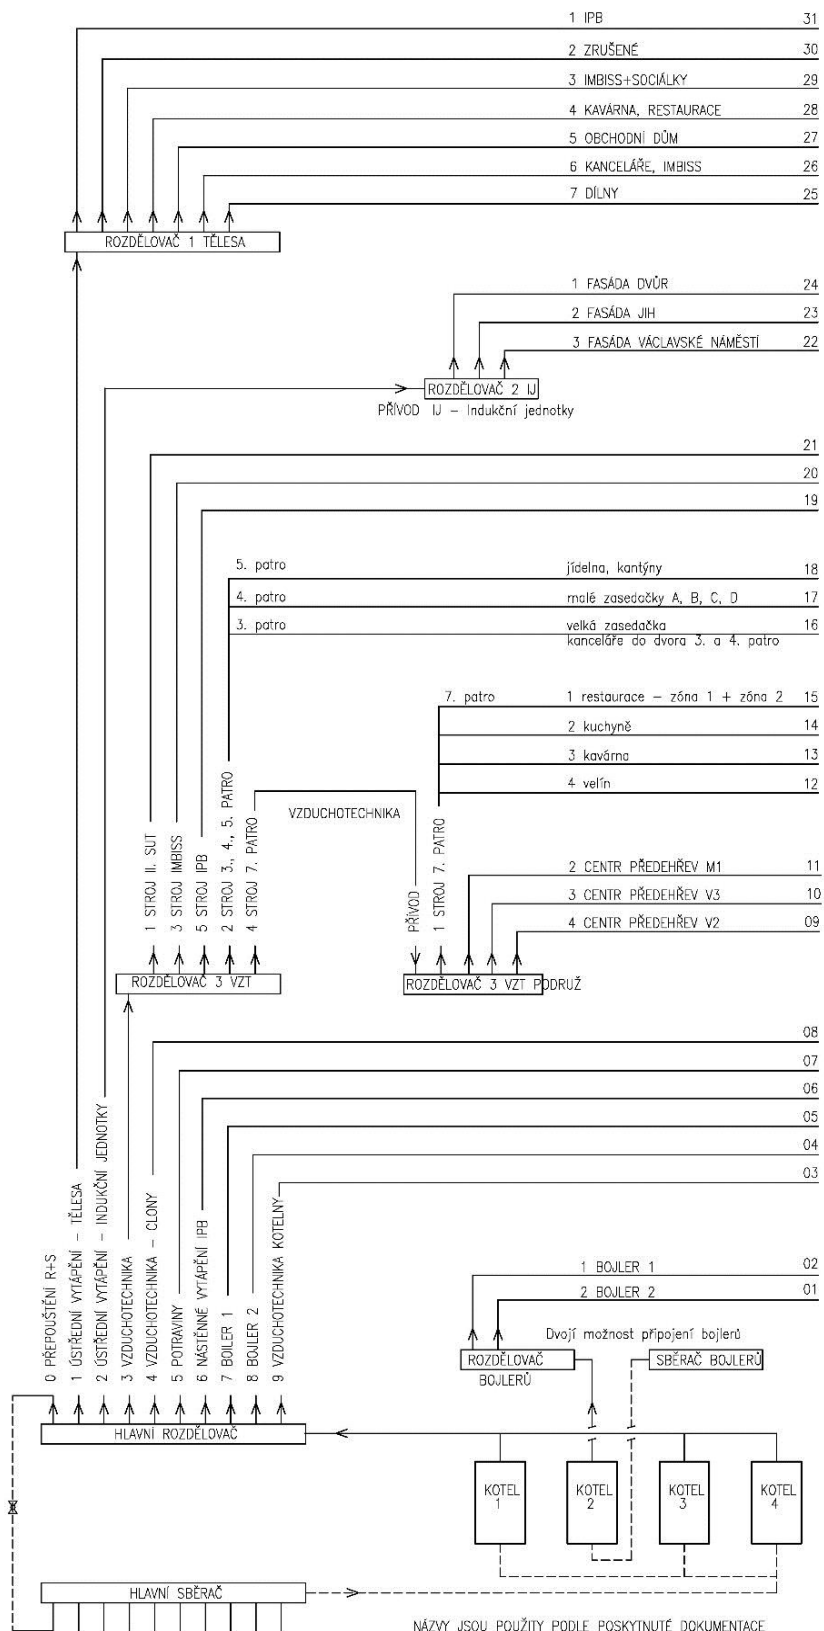 1 IPB 31
2 ZRUŠENÉ 30
3 IMBISS+SOCIÁLKY 29
4 KAVÁRNA, RESTAURACE 28
5 OBCHODNÍ DŮM 27
6 KANCELÁŘE, IMBISS 26
7 DÍLNY 25
ROZDĚLOVAČ 1 TĚLESA
1 FASÁDA DVŮR 24
2 FASÁDA JIH 23
3 FASÁDA VÁCLAVSKÉ NÁMĚSTÍ 22
ROZDĚLOVAČ 2 IJ
PŘÍVOD IJ – Indukční jednotky
21
20
19
5. patro jídelna, kantýny 18
4. patro malé zasedačky A, B, C, D 17
3. patro velká zasedačka 16
kanceláře do dvora 3. a 4. patro
7. patro 1 restaurace – zóna 1 + zóna 2 15
2 kuchyně 14
3 kavárna 13
4 velín 12
VZDUCHOTECHNIKA
1 STROJ II. SUT
3 STROJ IMBISS
5 STROJ IPB
2 STROJ 3., 4., 5. PATRO
4 STROJ 7. PATRO
PŘÍVOD
1 STROJ 7. PATRO
2 CENTR PŘEDEHŘEV M1 11
3 CENTR PŘEDEHŘEV V3 10
4 CENTR PŘEDEHŘEV V2 09
ROZDĚLOVAČ 3 VZT
ROZDĚLOVAČ 3 VZT PODRUŽ
08
07
06
05
04
03
0 PŘEPOUŠTĚNÍ R+S
1 ÚSTŘEDNÍ VYTÁPĚNÍ – TĚLESA
2 ÚSTŘEDNÍ VYTÁPĚNÍ – INDUKČNÍ JEDNOTKY
3 VZDUCHOTECHNIKA
4 VZDUCHOTECHNIKA – CLONY
5 POTRAVINY
6 NÁSTĚNNÉ VYTÁPĚNÍ IPB
7 BOILER 1
8 BOJLER 2
9 VZDUCHOTECHNIKA KOTELNY
1 BOJLER 1 02
2 BOJLER 2 01
Dvojí možnost připojení bojlerů
ROZDĚLOVAČ
BOJLERŮ
SBĚRAČ BOJLERŮ
HLAVNÍ ROZDĚLOVAČ
KOTEL
1
KOTEL
2
KOTEL
3
KOTEL
4
HLAVNÍ SBĚRAČ
NÁZVY JSOU POUŽITY PODLE POSKYTNUTÉ DOKUMENTACE